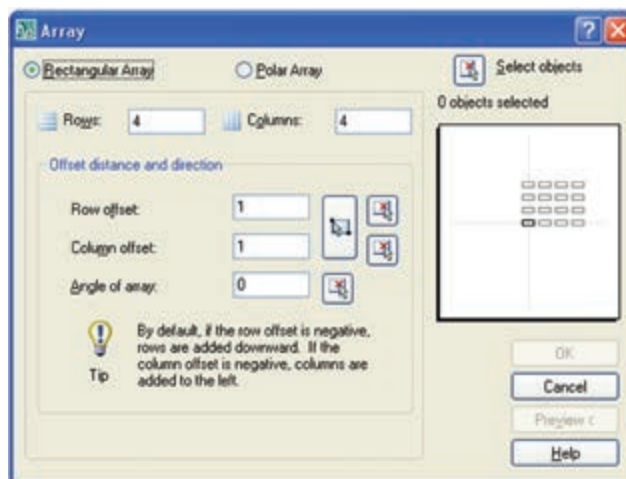 Array
Rectangular Array
Polar Array
Select objects
0 objects selected
Rows: 4
Columns: 4
Offset distance and direction
Row offset: 1
Column offset: 1
Angle of array: 0
Tip
By default, if the row offset is negative,
rows are added downward. If the
column offset is negative, columns are
added to the left.
OK
Cancel
Preview <
Help